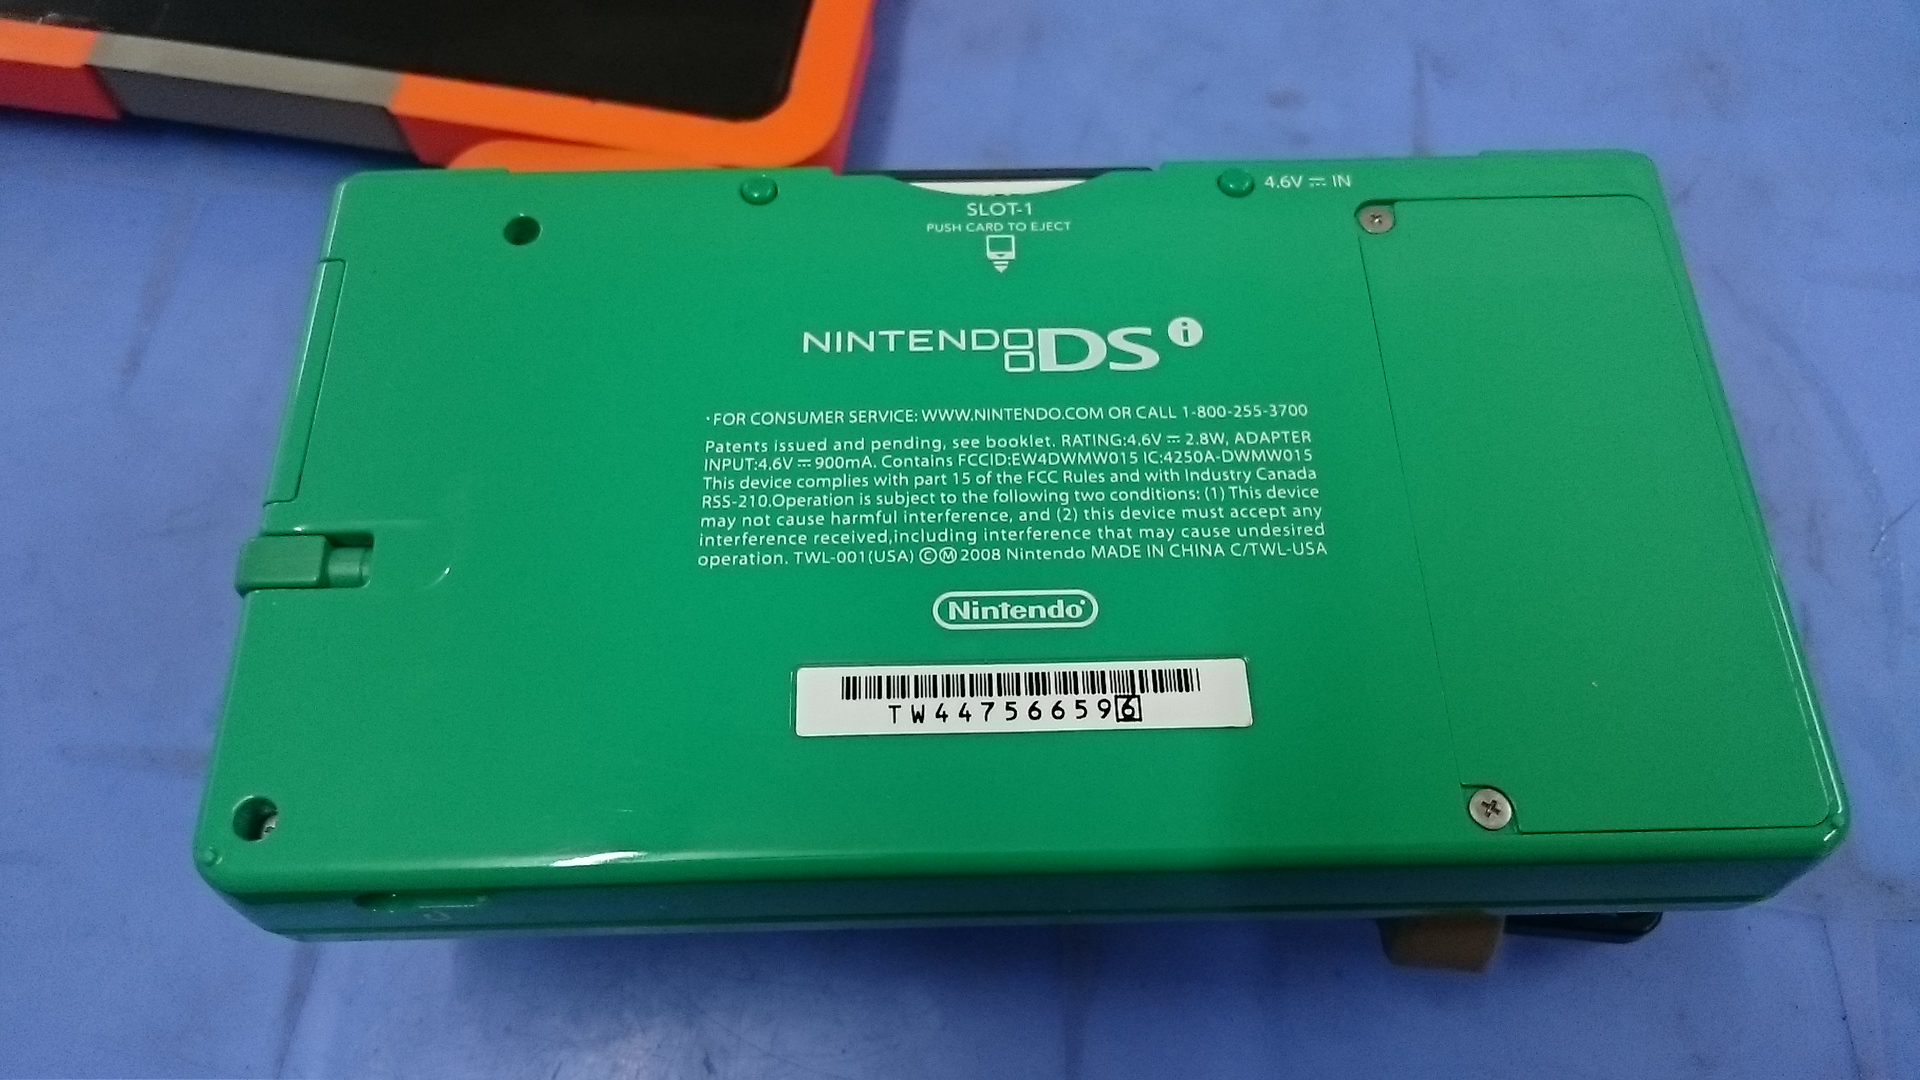 4.6V ⎓ IN
SLOT-1
PUSH CARD TO EJECT
NINTENDO DSi
·FOR CONSUMER SERVICE: WWW.NINTENDO.COM OR CALL 1-800-255-3700
Patents issued and pending, see booklet. RATING:4.6V ⎓ 2.8W, ADAPTER
INPUT:4.6V ⎓ 900mA. Contains FCCID:EW4DWMW015 IC:4250A-DWMW015
This device complies with part 15 of the FCC Rules and with Industry Canada
RSS-210.Operation is subject to the following two conditions: (1) This device
may not cause harmful interference, and (2) this device must accept any
interference received,including interference that may cause undesired
operation. TWL-001(USA) ©Ⓜ2008 Nintendo MADE IN CHINA C/TWL-USA
Nintendo
TW447566596